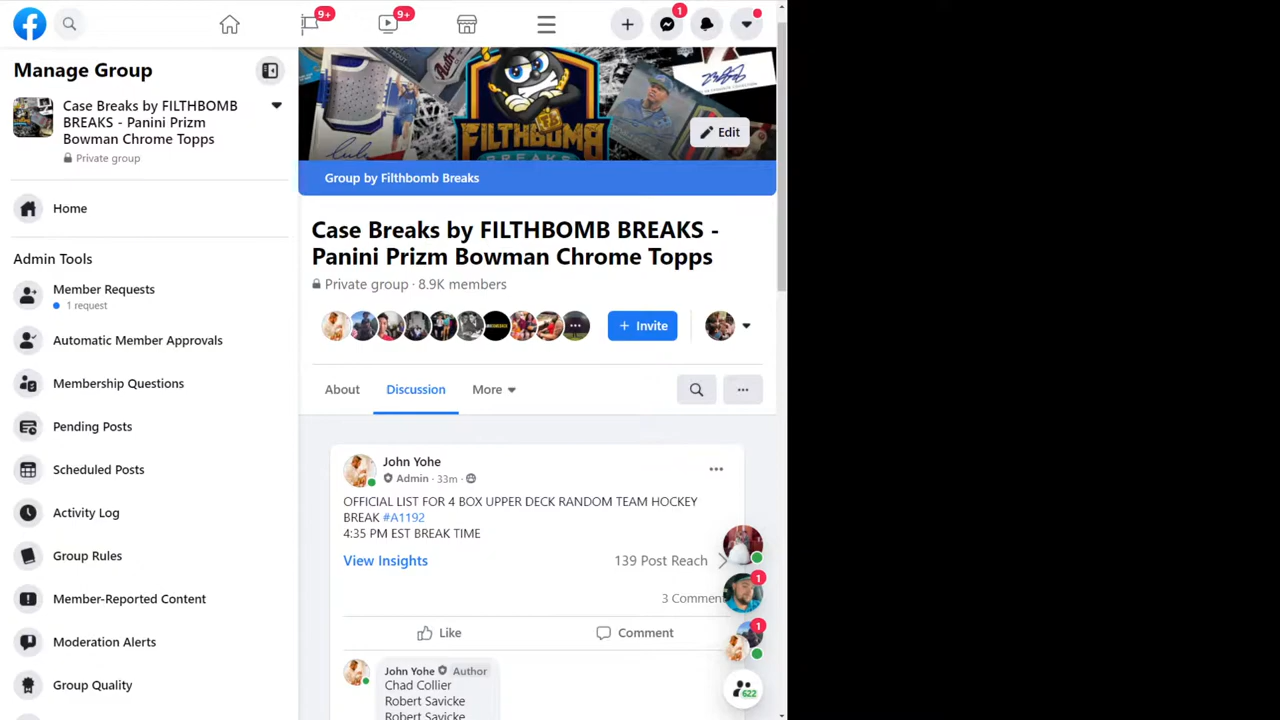 9+
9+
1
Manage Group
Case Breaks by FILTHBOMB
BREAKS - Panini Prizm
Bowman Chrome Topps
Private group
Home
Admin Tools
Member Requests
1 request
Automatic Member Approvals
Membership Questions
Pending Posts
Scheduled Posts
Activity Log
Group Rules
Member-Reported Content
Moderation Alerts
Group Quality
FILTHBOMB
BREAKS
Edit
Group by Filthbomb Breaks
Case Breaks by FILTHBOMB BREAKS -
Panini Prizm Bowman Chrome Topps
Private group · 8.9K members
+ Invite
About
Discussion
More
John Yohe
Admin · 33m ·
OFFICIAL LIST FOR 4 BOX UPPER DECK RANDOM TEAM HOCKEY
BREAK #A1192
4:35 PM EST BREAK TIME
View Insights
139 Post Reach
3 Commen
Like
Comment
John Yohe Author
Chad Collier
Robert Savicke
Robert Savicke
1
1
622